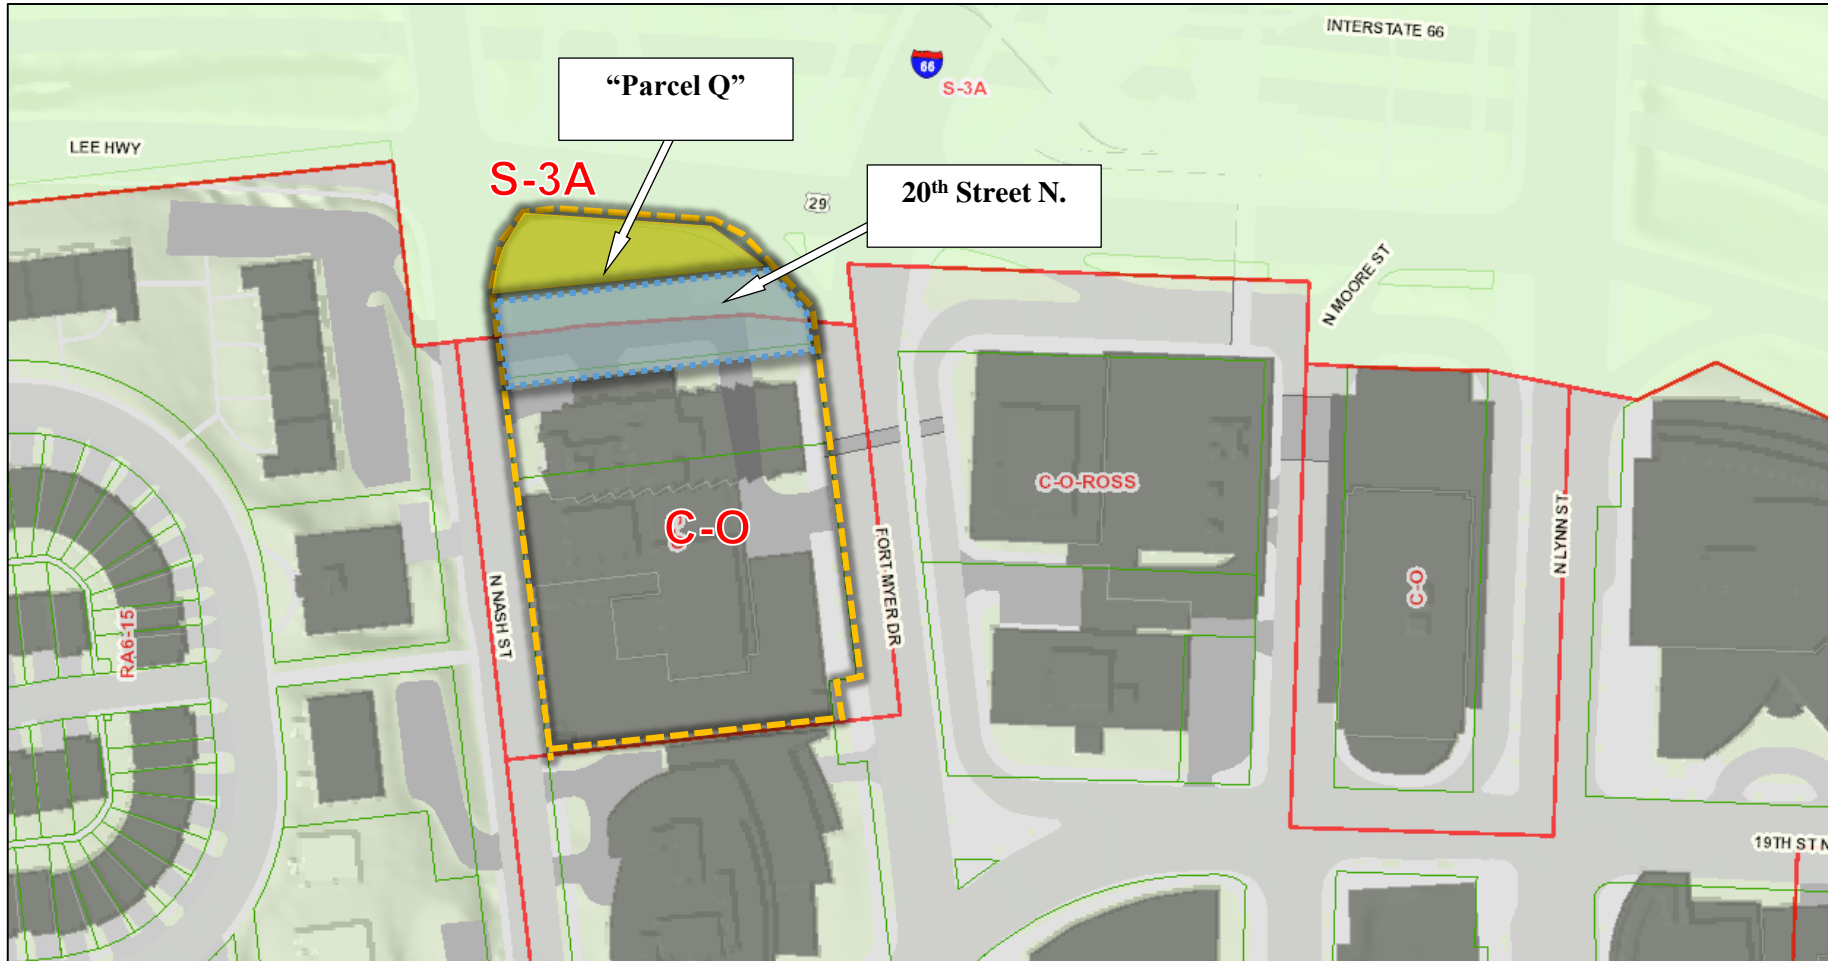 INTERSTATE 66
“Parcel Q”
66
S-3A
LEE HWY
S-3A
29
20th Street N.
N MOORE ST
C-O-ROSS
C-O
N LYNN ST
FORT MYER DR
N NASH ST
C-O
RA6-15
19TH ST N